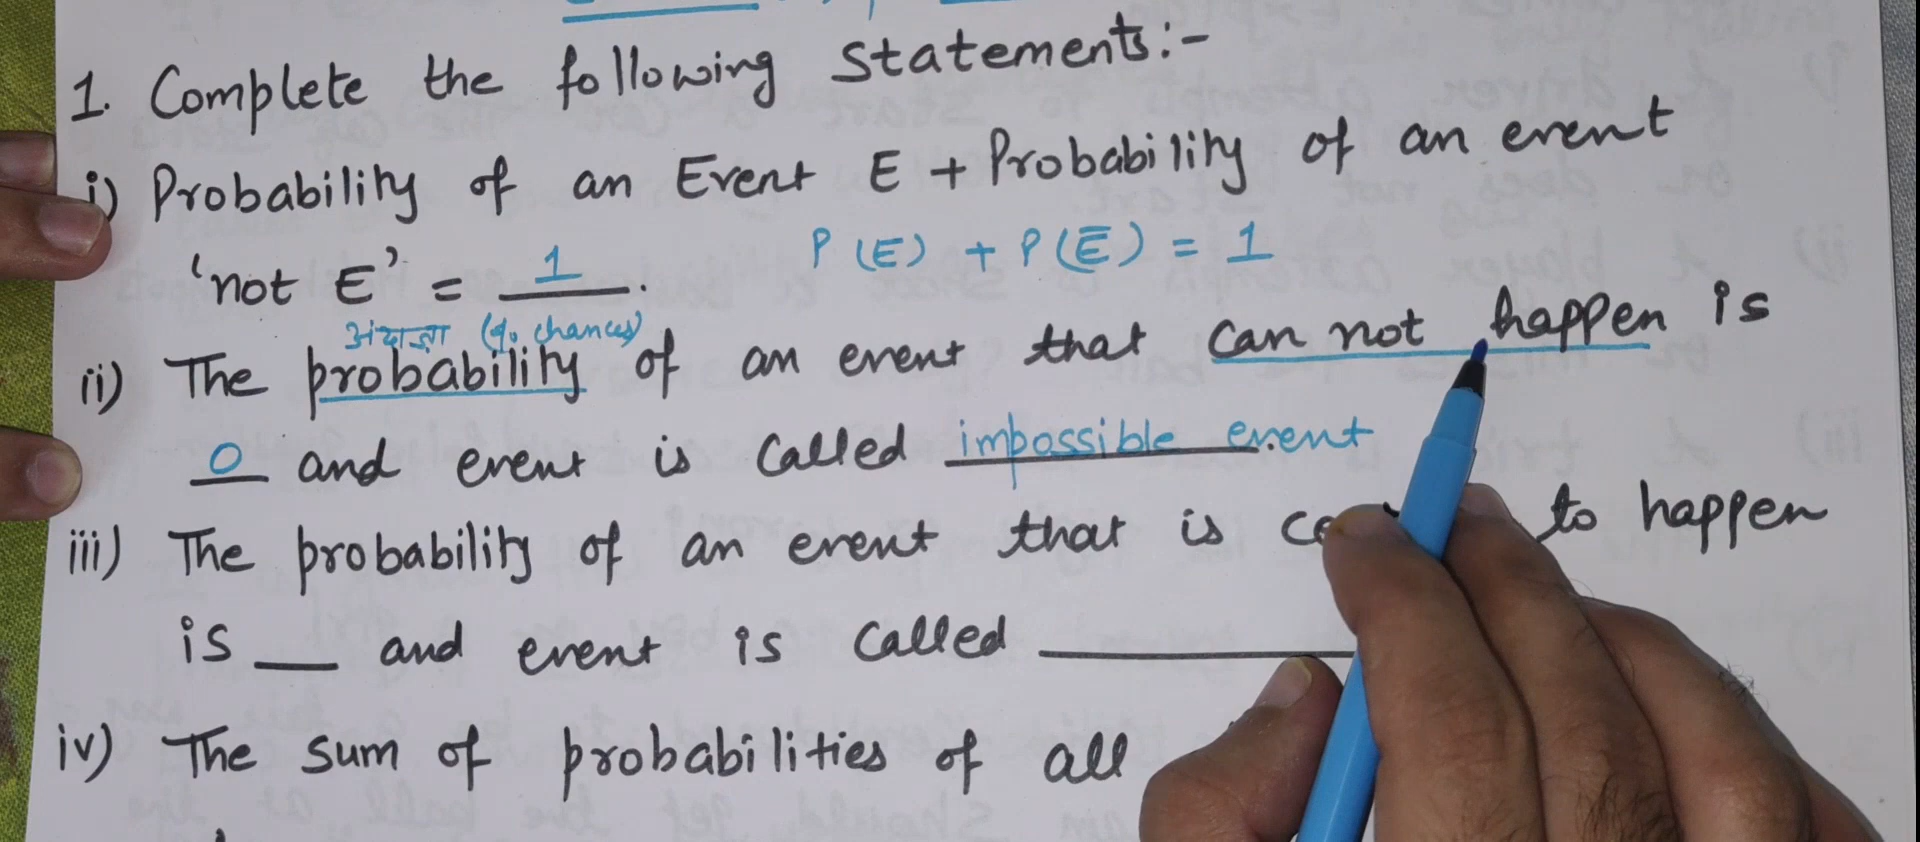 1. Complete the following statements:-
i) Probability of an Event E + Probability of an event
'not E' = 1. P(E) + P(Ē) = 1
अंदाज़ा (% chances)
ii) The probability of an event that can not happen is
0 and event is called impossible event.
iii) The probability of an event that is to happen
is __ and event is called ______
iv) The sum of probabilities of all